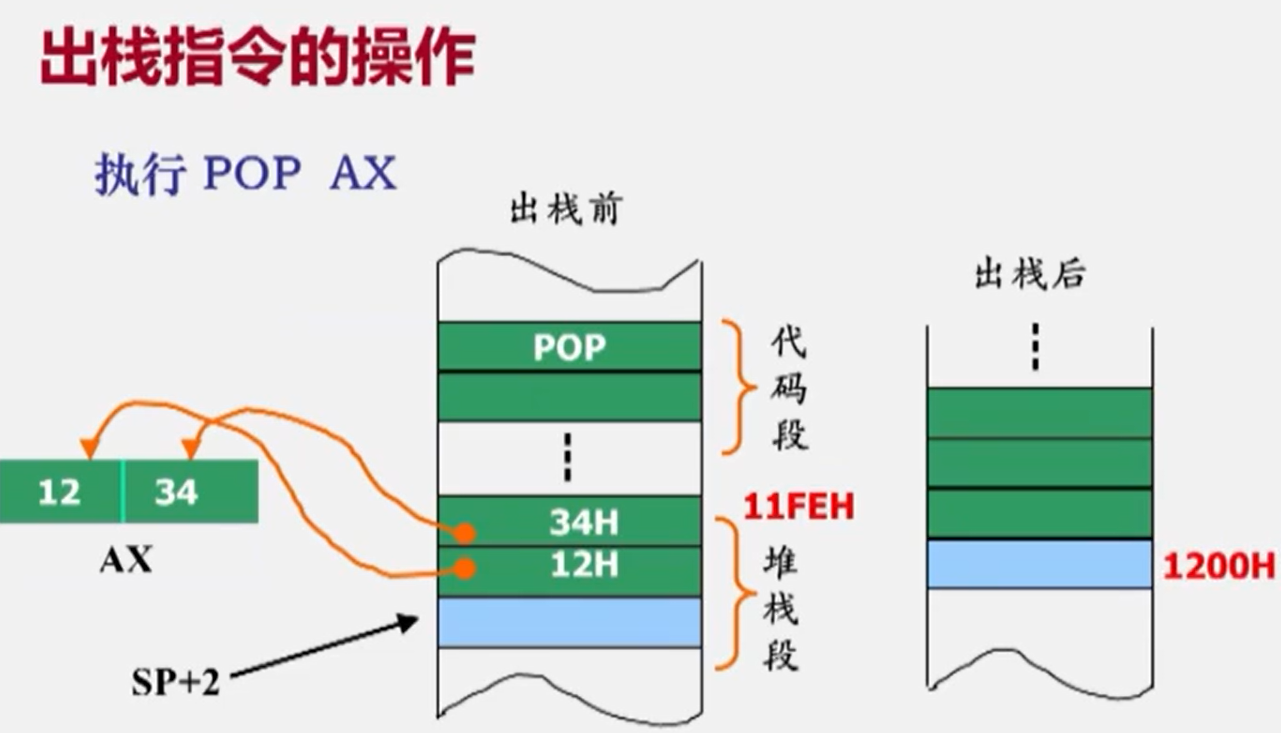 出栈指令的操作
执行 POP AX
出栈前
出栈后
POP
代码段
12 34
AX
34H
12H
11FEH
堆栈段
1200H
SP+2